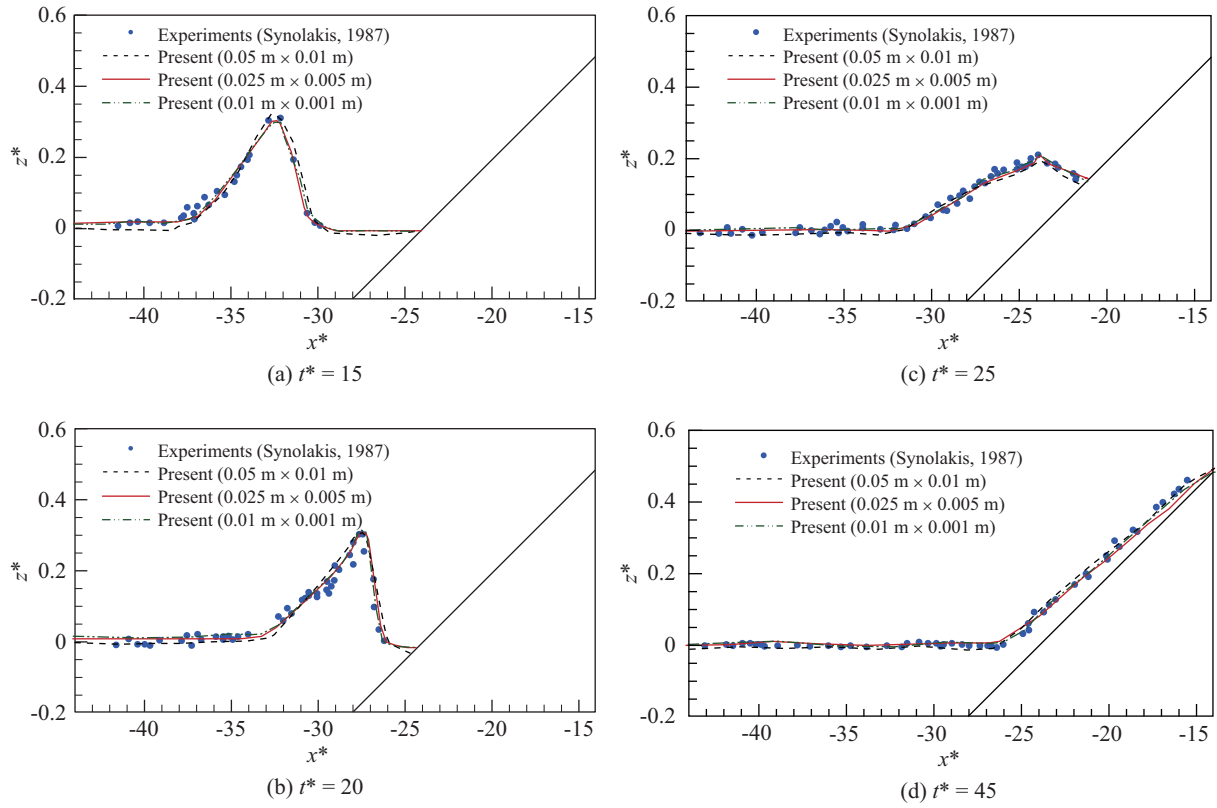 0.6
Experiments (Synolakis, 1987)
Present (0.05 m × 0.01 m)
0.4
Present (0.025 m × 0.005 m)
Present (0.01 m × 0.001 m)
z*
0.2
0
-0.2
-40 -35 -30 -25 -20 -15
x*
(a) t* = 15
0.6
Experiments (Synolakis, 1987)
Present (0.05 m × 0.01 m)
0.4
Present (0.025 m × 0.005 m)
Present (0.01 m × 0.001 m)
z*
0.2
0
-0.2
-40 -35 -30 -25 -20 -15
x*
(c) t* = 25
0.6
Experiments (Synolakis, 1987)
Present (0.05 m × 0.01 m)
0.4
Present (0.025 m × 0.005 m)
Present (0.01 m × 0.001 m)
z*
0.2
0
-0.2
-40 -35 -30 -25 -20 -15
x*
(b) t* = 20
0.6
Experiments (Synolakis, 1987)
Present (0.05 m × 0.01 m)
0.4
Present (0.025 m × 0.005 m)
Present (0.01 m × 0.001 m)
z*
0.2
0
-0.2
-40 -35 -30 -25 -20 -15
x*
(d) t* = 45